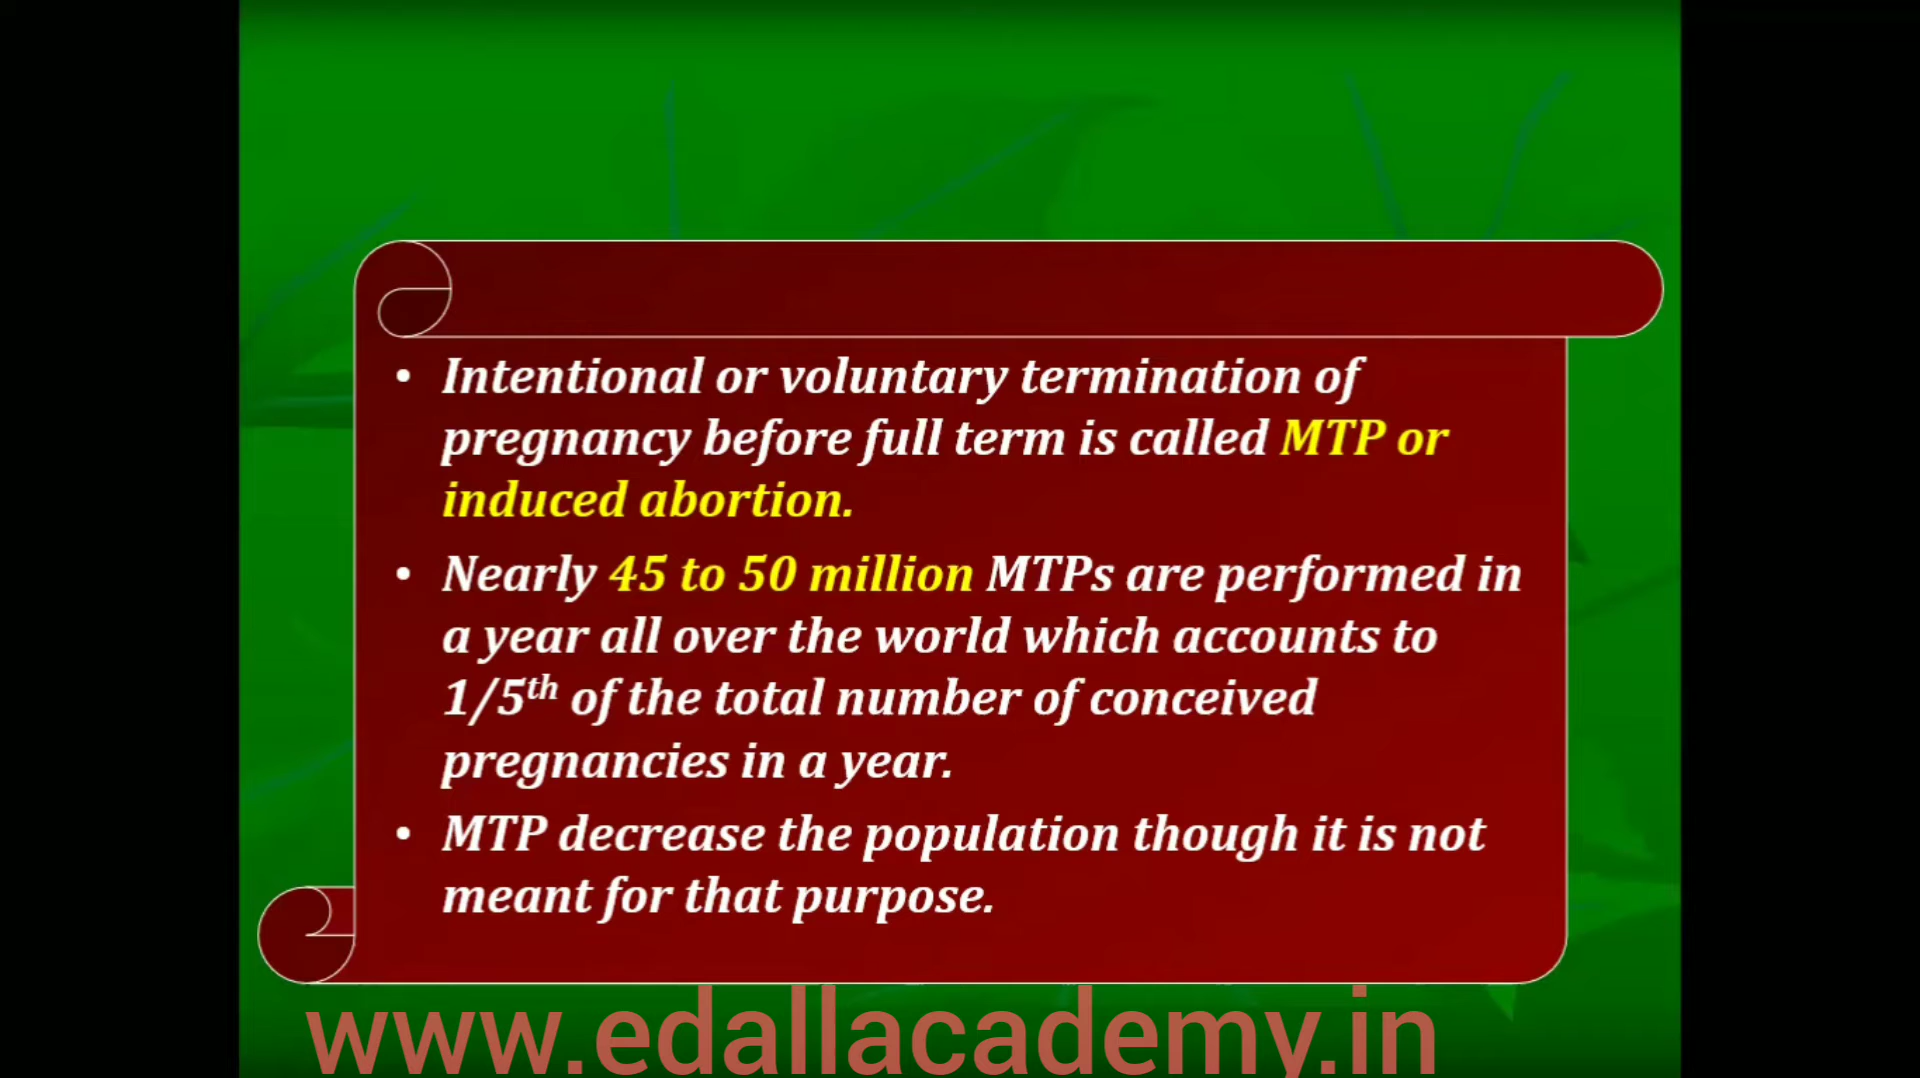 • Intentional or voluntary termination of
pregnancy before full term is called MTP or
induced abortion.
• Nearly 45 to 50 million MTPs are performed in
a year all over the world which accounts to
1/5th of the total number of conceived
pregnancies in a year.
• MTP decrease the population though it is not
meant for that purpose.
www.edallacademy.in